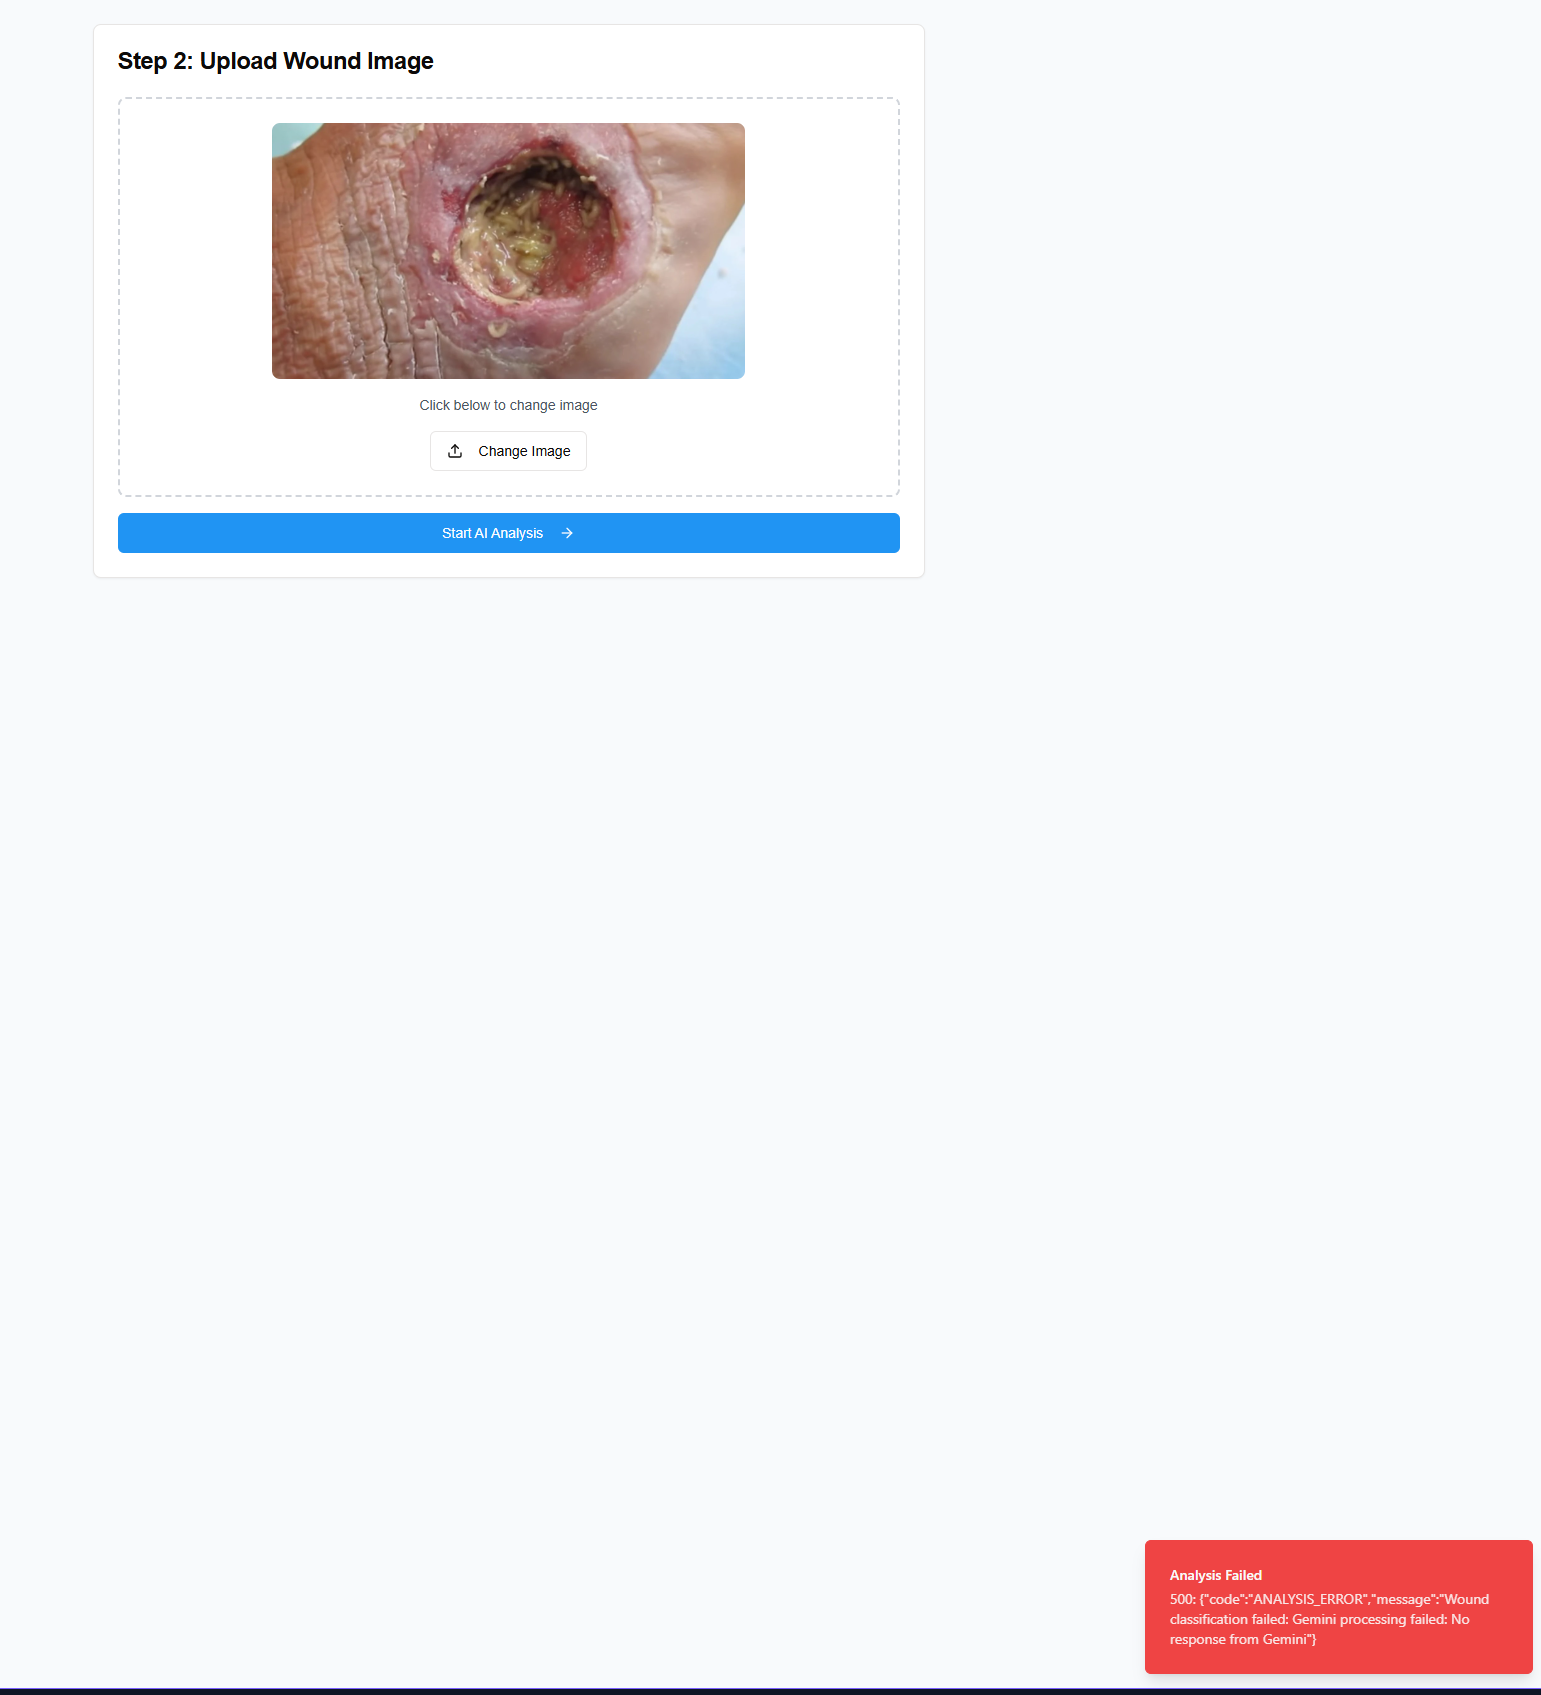 Step 2: Upload Wound Image
Click below to change image
Change Image
Start AI Analysis
Analysis Failed
500: {"code":"ANALYSIS_ERROR","message":"Wound
classification failed: Gemini processing failed: No
response from Gemini"}